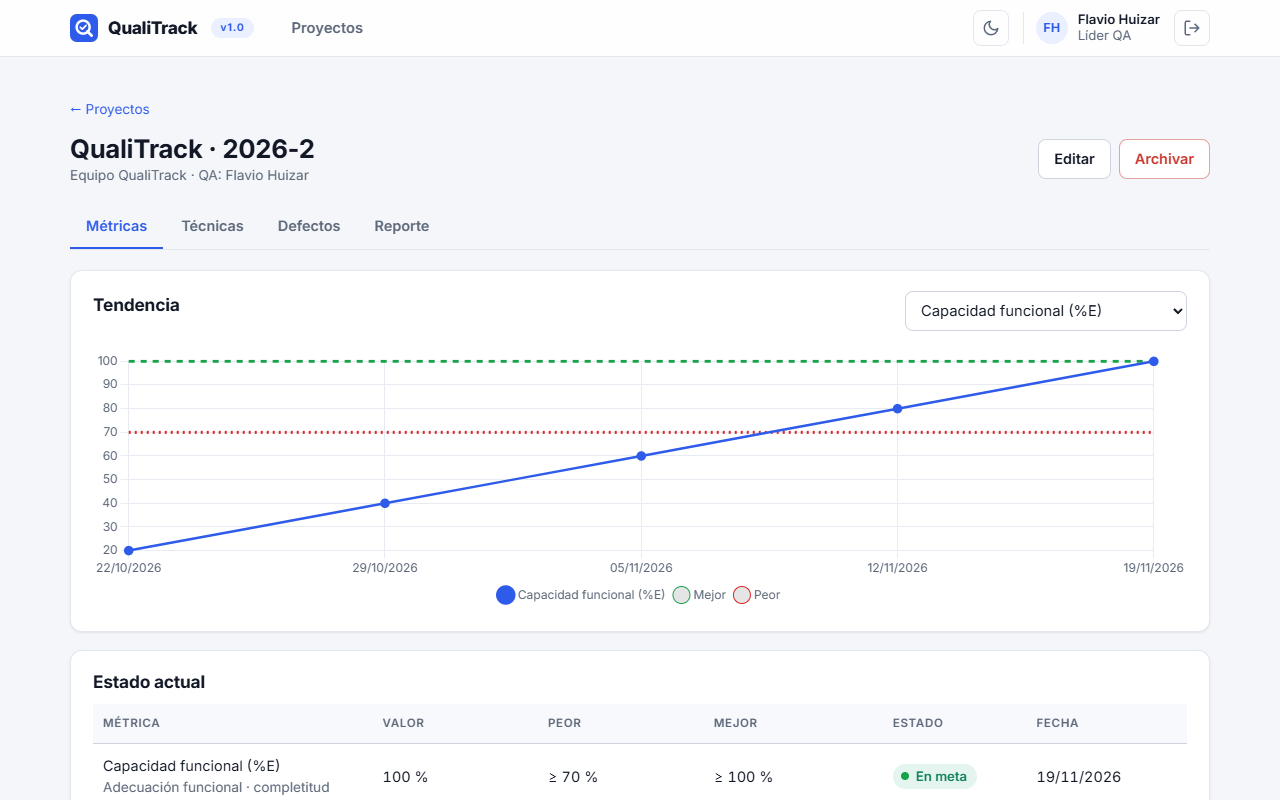 QualiTrack v1.0 Proyectos
FH Flavio Huizar
Líder QA
← Proyectos
QualiTrack · 2026-2
Equipo QualiTrack · QA: Flavio Huizar
Editar Archivar
Métricas Técnicas Defectos Reporte
Tendencia
Capacidad funcional (%E)
100
90
80
70
60
50
40
30
20
22/10/2026 29/10/2026 05/11/2026 12/11/2026 19/11/2026
Capacidad funcional (%E) Mejor Peor
Estado actual
MÉTRICA VALOR PEOR MEJOR ESTADO FECHA
Capacidad funcional (%E) 100 % ≥ 70 % ≥ 100 % En meta 19/11/2026
Adecuación funcional · completitud